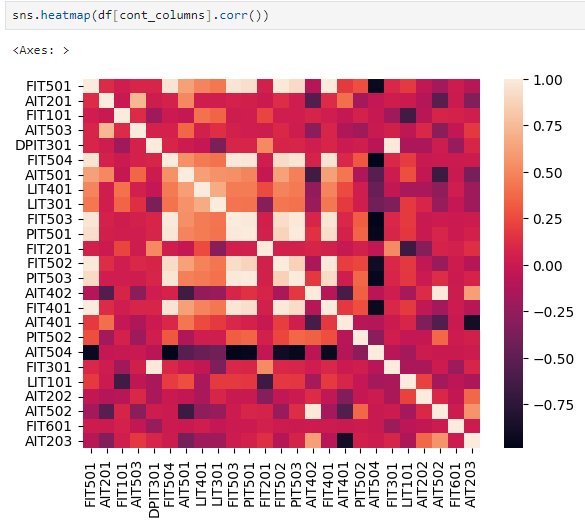 sns.heatmap(df[cont_columns].corr())
<Axes: >
FIT501
AIT201
FIT101
AIT503
DPIT301
FIT504
AIT501
LIT401
LIT301
FIT503
PIT501
FIT201
FIT502
PIT503
AIT402
FIT401
AIT401
PIT502
AIT504
FIT301
LIT101
AIT202
AIT502
FIT601
AIT203
1.00
0.75
0.50
0.25
0.00
−0.25
−0.50
−0.75
FIT501
AIT201
FIT101
AIT503
DPIT301
FIT504
AIT501
LIT401
LIT301
FIT503
PIT501
FIT201
FIT502
PIT503
AIT402
FIT401
AIT401
PIT502
AIT504
FIT301
LIT101
AIT202
AIT502
FIT601
AIT203